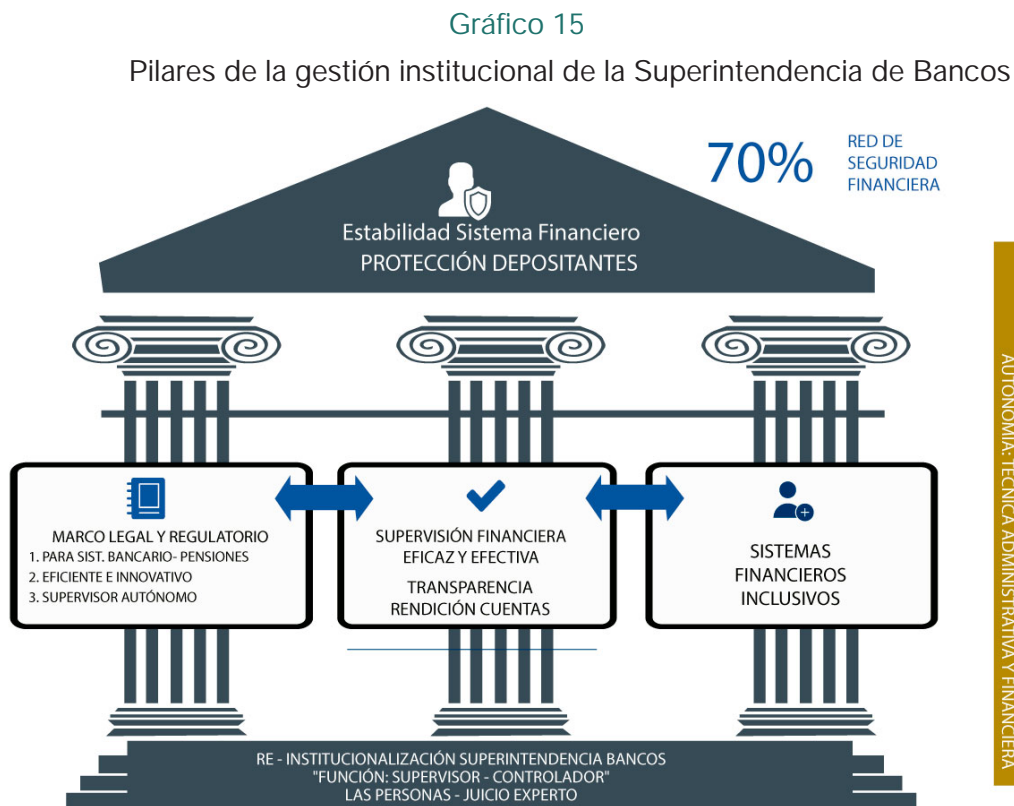 Gráfico 15
Pilares de la gestión institucional de la Superintendencia de Bancos
70%
RED DE
SEGURIDAD
FINANCIERA
Estabilidad Sistema Financiero
PROTECCIÓN DEPOSITANTES
MARCO LEGAL Y REGULATORIO
1. PARA SIST. BANCARIO- PENSIONES
2. EFICIENTE E INNOVATIVO
3. SUPERVISOR AUTÓNOMO
SUPERVISIÓN FINANCIERA
EFICAZ Y EFECTIVA
TRANSPARENCIA
RENDICIÓN CUENTAS
SISTEMAS
FINANCIEROS
INCLUSIVOS
AUTONOMIA: TECNICA ADMINISTRATIVA Y FINANCIERA
RE - INSTITUCIONALIZACIÓN SUPERINTENDENCIA BANCOS
"FUNCIÓN: SUPERVISOR - CONTROLADOR"
LAS PERSONAS - JUICIO EXPERTO